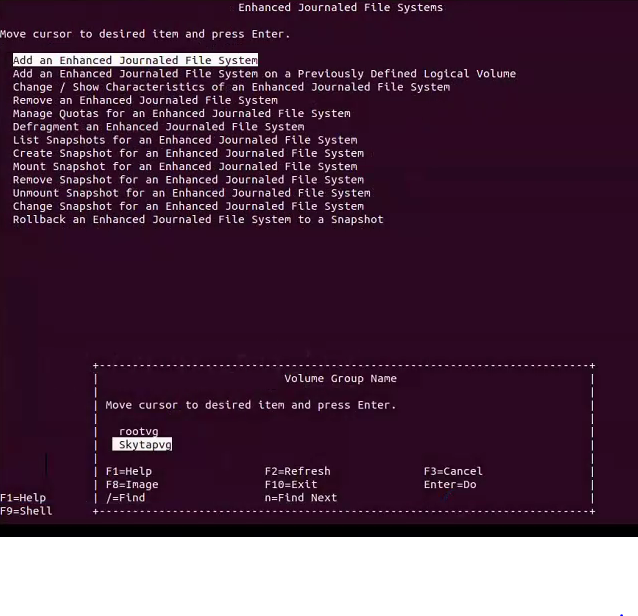 Enhanced Journaled File Systems
Move cursor to desired item and press Enter.
Add an Enhanced Journaled File System
Add an Enhanced Journaled File System on a Previously Defined Logical Volume
Change / Show Characteristics of an Enhanced Journaled File System
Remove an Enhanced Journaled File System
Manage Quotas for an Enhanced Journaled File System
Defragment an Enhanced Journaled File System
List Snapshots for an Enhanced Journaled File System
Create Snapshot for an Enhanced Journaled File System
Mount Snapshot for an Enhanced Journaled File System
Remove Snapshot for an Enhanced Journaled File System
Unmount Snapshot for an Enhanced Journaled File System
Change Snapshot for an Enhanced Journaled File System
Rollback an Enhanced Journaled File System to a Snapshot
Volume Group Name
Move cursor to desired item and press Enter.
rootvg
Skytapvg
F1=Help F2=Refresh F3=Cancel
F8=Image F10=Exit Enter=Do
F1=Help /=Find n=Find Next
F9=Shell